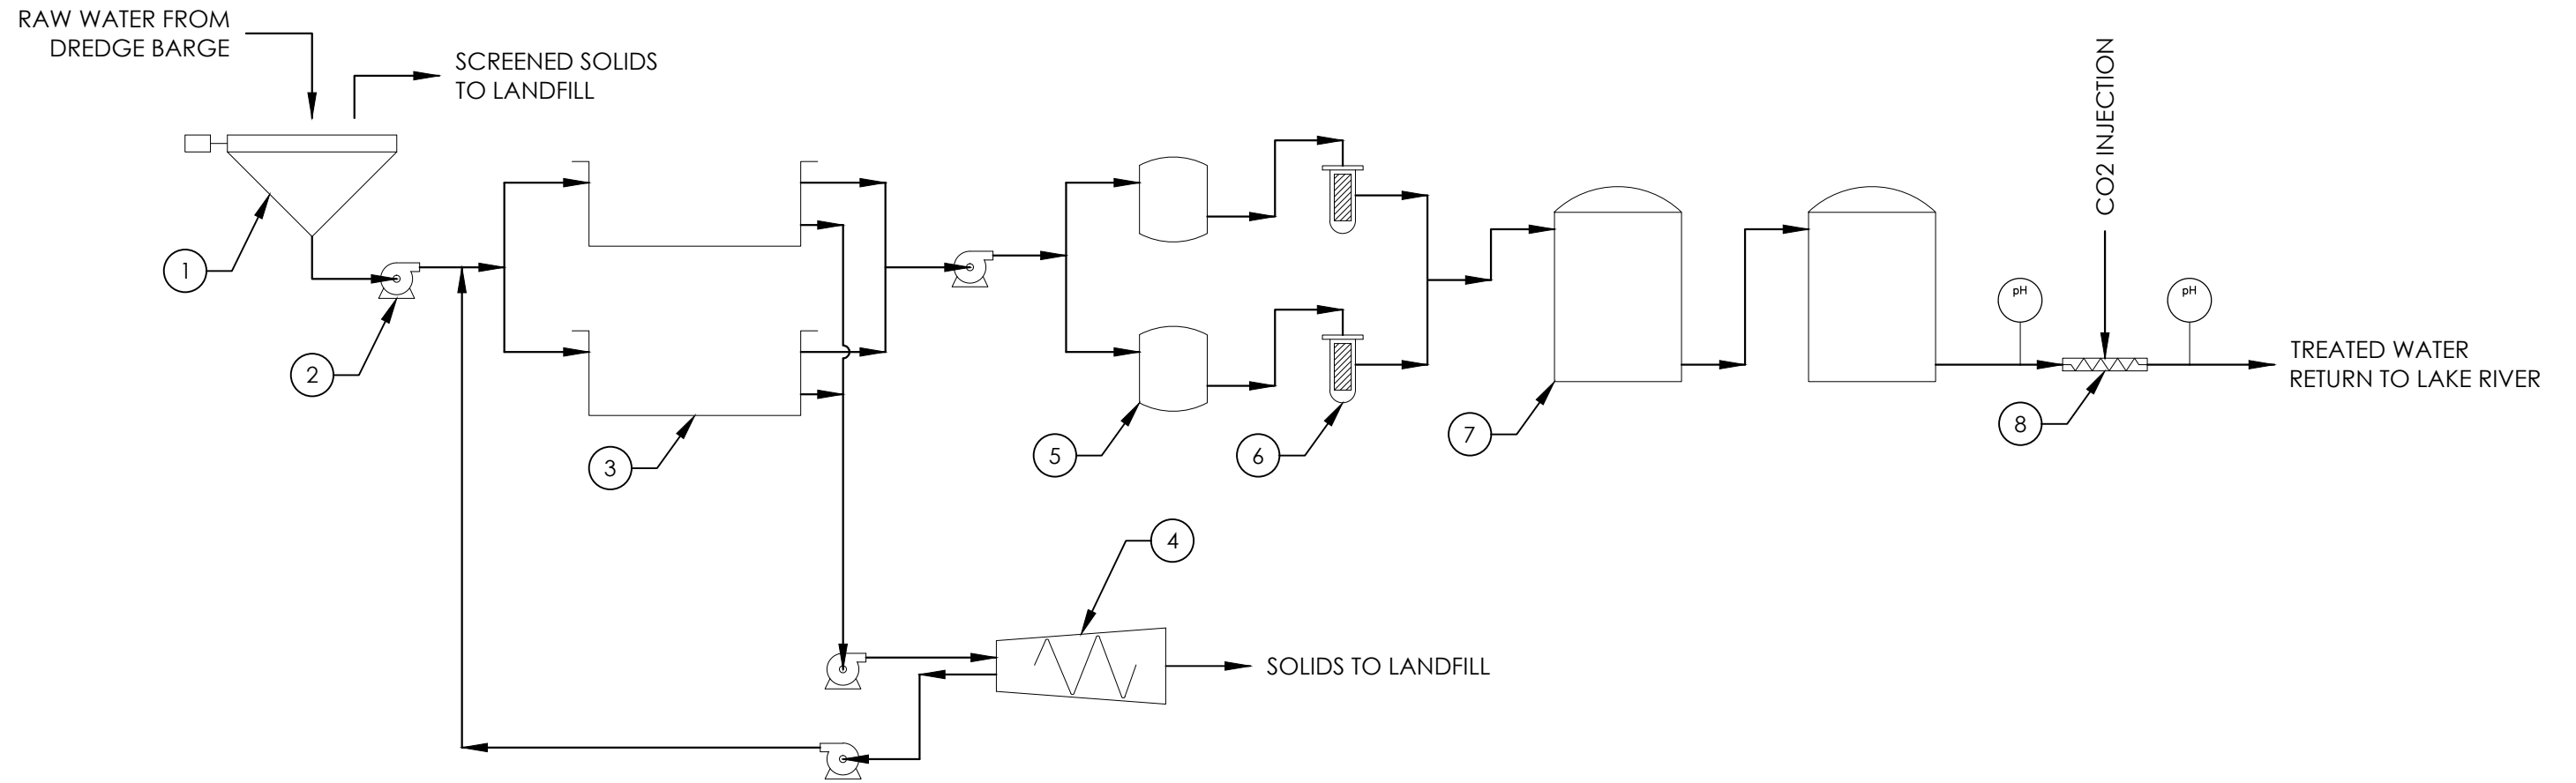 RAW WATER FROM
DREDGE BARGE
SCREENED SOLIDS
TO LANDFILL
CO2 INJECTION
1
2
3
4
5
6
7
8
pH
pH
TREATED WATER
RETURN TO LAKE RIVER
SOLIDS TO LANDFILL